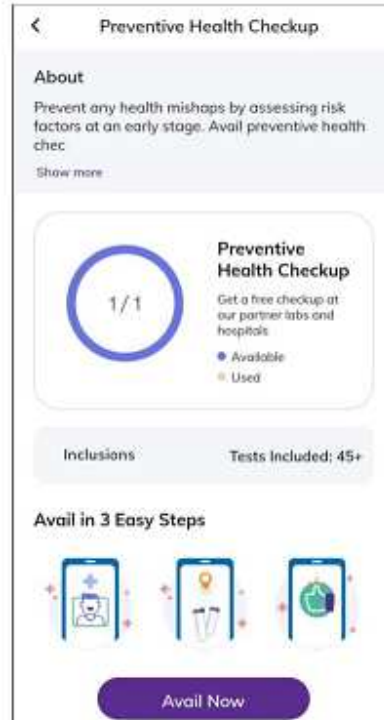 Preventive Health Checkup
About
Prevent any health mishaps by assessing risk
factors at an early stage. Avail preventive health
chec
Show more
1/1
Preventive
Health Checkup
Get a free checkup at
our partner labs and
hospitals
Available
Used
Inclusions
Tests Included: 45+
Avail in 3 Easy Steps
Avail Now